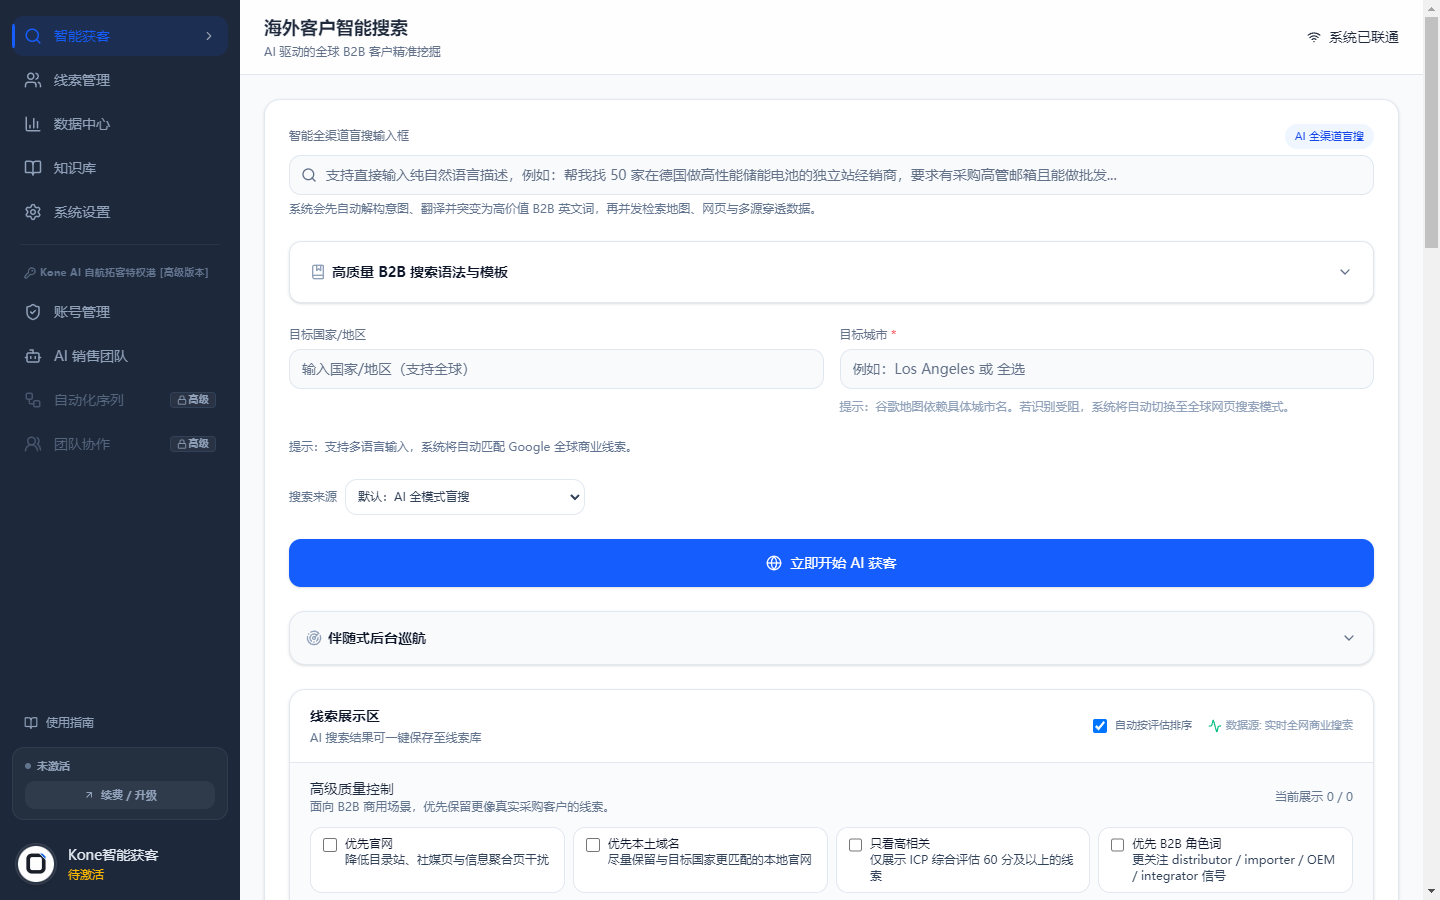 智能获客
线索管理
数据中心
知识库
系统设置
Kone AI 自航拓客特权港 [高级版本]
账号管理
AI 销售团队
自动化序列
高级
团队协作
高级
使用指南
未激活
续费 / 升级
Kone智能获客
待激活
海外客户智能搜索
AI 驱动的全球 B2B 客户精准挖掘
系统已联通
智能全渠道盲搜输入框
AI 全渠道盲搜
支持直接输入纯自然语言描述，例如：帮我找 50 家在德国做高性能储能电池的独立站经销商，要求有采购高管邮箱且能做批发...
系统会先自动解构意图、翻译并突变为高价值 B2B 英文词，再并发检索地图、网页与多源穿透数据。
高质量 B2B 搜索语法与模板
目标国家/地区
目标城市 *
输入国家/地区（支持全球）
例如：Los Angeles 或 全选
提示：谷歌地图依赖具体城市名。若识别受阻，系统将自动切换至全球网页搜索模式。
提示：支持多语言输入，系统将自动匹配 Google 全球商业线索。
搜索来源
默认：AI 全模式盲搜
立即开始 AI 获客
伴随式后台巡航
线索展示区
AI 搜索结果可一键保存至线索库
自动按评估排序
数据源: 实时全网商业搜索
高级质量控制
面向 B2B 商用场景，优先保留更像真实采购客户的线索。
当前展示 0 / 0
优先官网
降低目录站、社媒页与信息聚合页干扰
优先本土域名
尽量保留与目标国家更匹配的本地官网
只看高相关
仅展示 ICP 综合评估 60 分及以上的线
索
优先 B2B 角色词
更关注 distributor / importer / OEM
/ integrator 信号